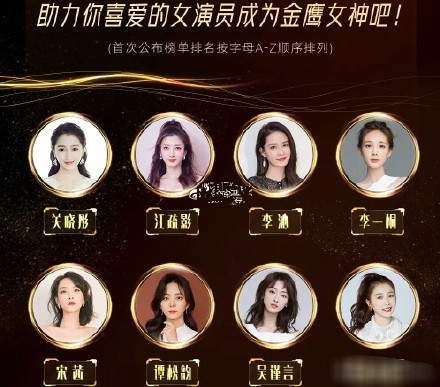 助力你喜爱的女演员成为金鹰女神吧！
(首次公布榜单排名按字母A-Z顺序排列)
关晓彤 江疏影 李沁 李一桐
宋茜 谭松韵 吴谨言